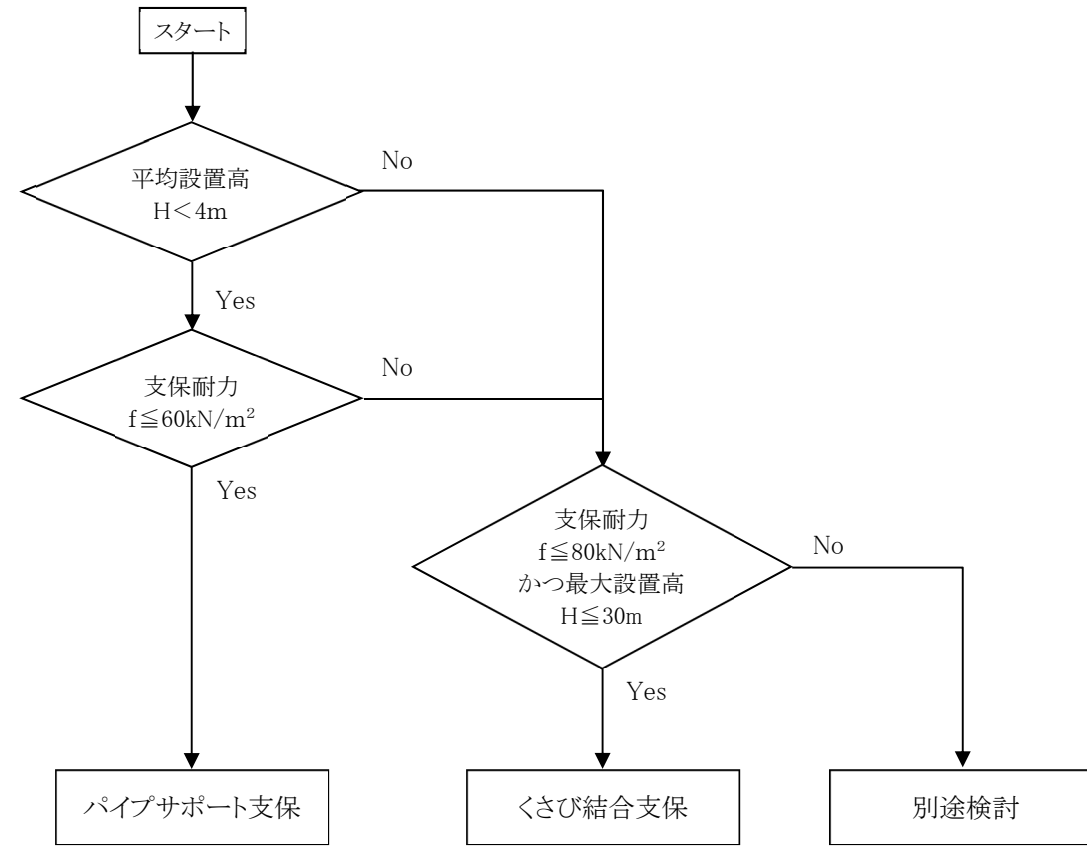 スタート
平均設置高
H<4m
No
Yes
支保耐力
f≦60kN/m²
No
Yes
支保耐力
f≦80kN/m²
かつ最大設置高
H≦30m
No
Yes
パイプサポート支保
くさび結合支保
別途検討